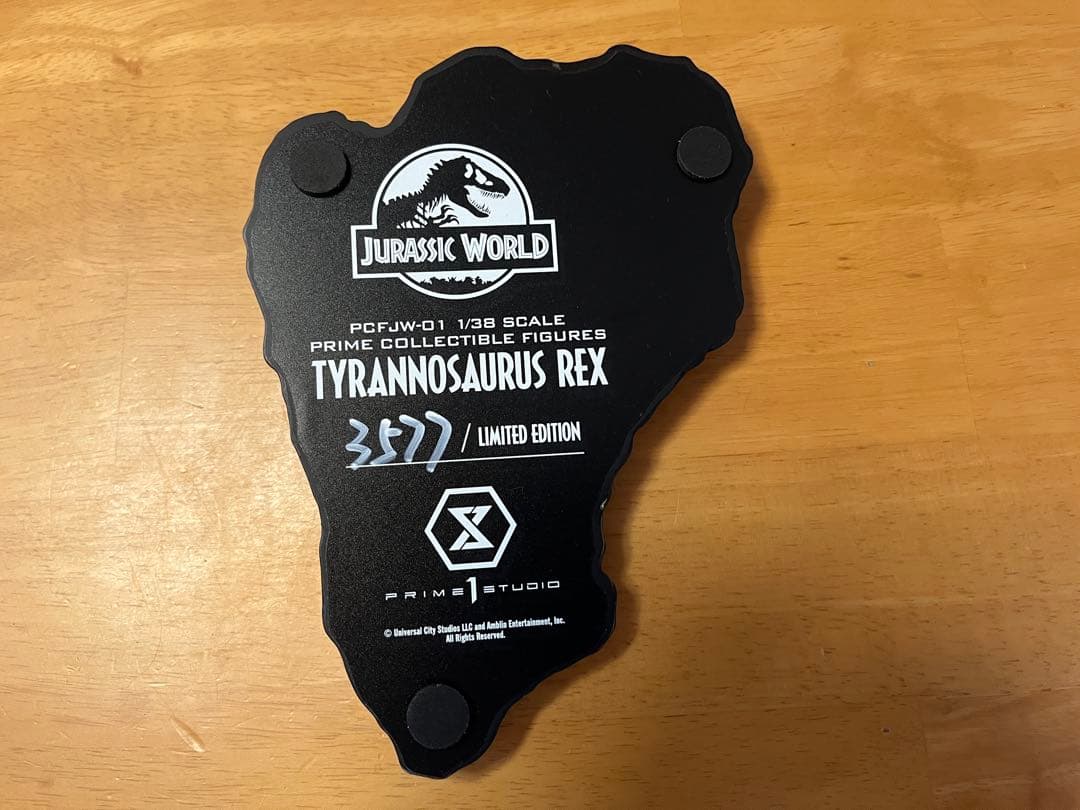 JURASSIC WORLD
PCFJW-01 1/38 SCALE
PRIME COLLECTIBLE FIGURES
TYRANNOSAURUS REX
3577 / LIMITED EDITION
PRIME 1 STUDIO
© Universal City Studios LLC and Amblin Entertainment, Inc.
All Rights Reserved.